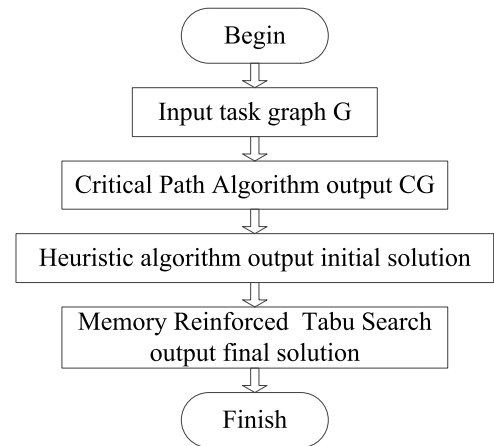 Begin
Input task graph G
Critical Path Algorithm output CG
Heuristic algorithm output initial solution
Memory Reinforced Tabu Search
output final solution
Finish